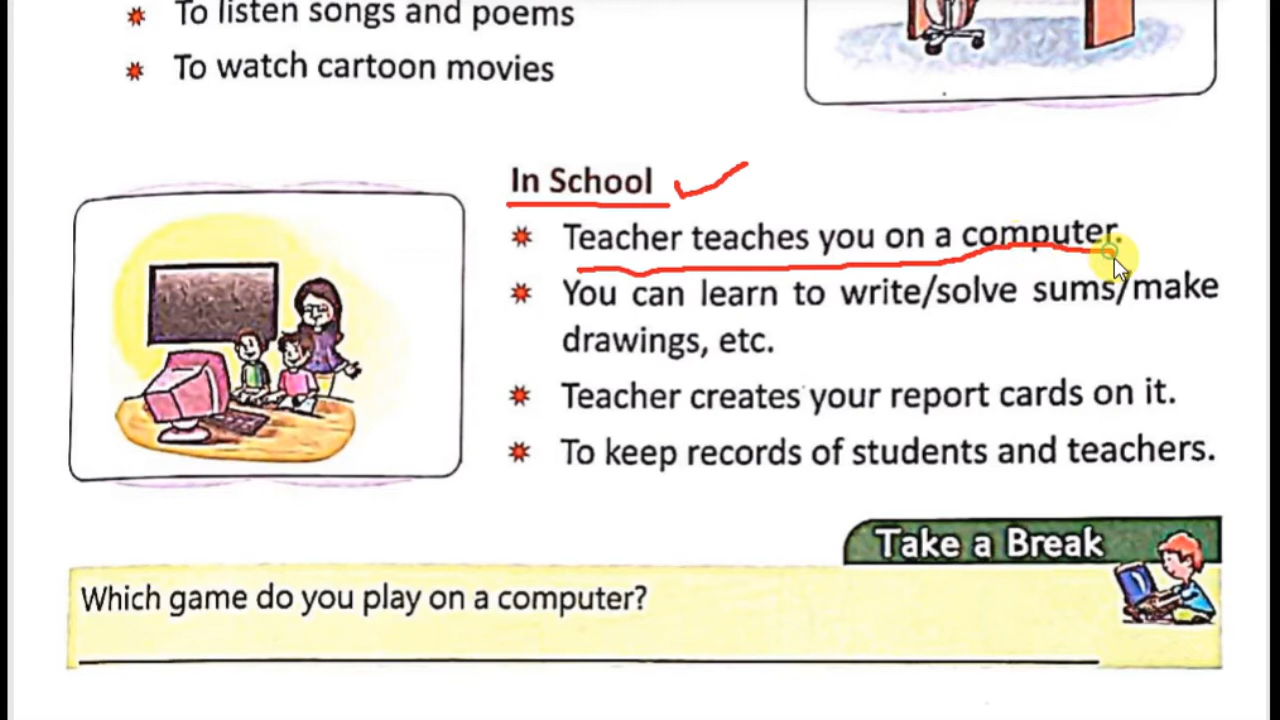 To listen songs and poems
To watch cartoon movies
In School
Teacher teaches you on a computer.
You can learn to write/solve sums/make
drawings, etc.
Teacher creates your report cards on it.
To keep records of students and teachers.
Take a Break
Which game do you play on a computer?